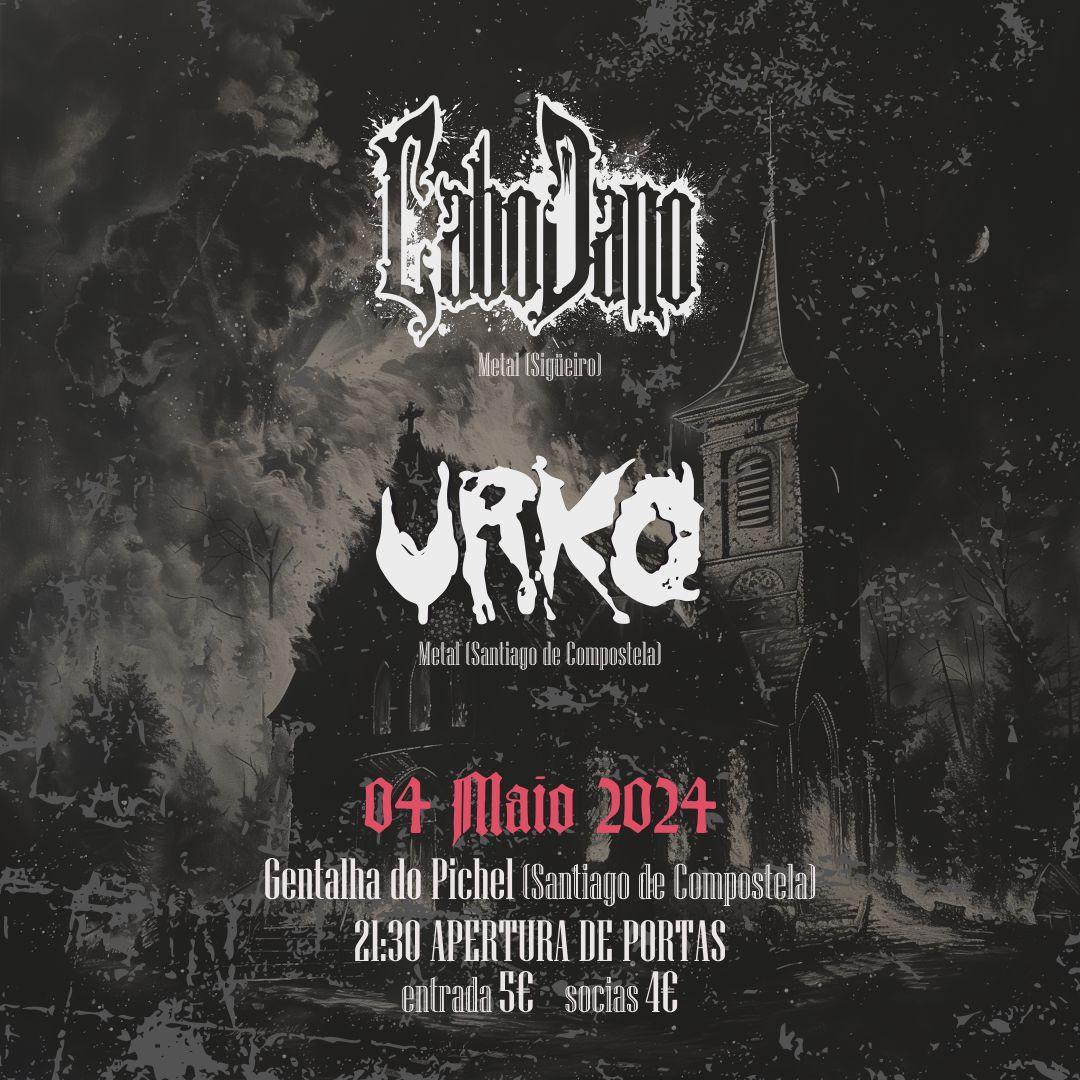 CaboDano
Metal (Sigüeiro)
URKO
Metal (Santiago de Compostela)
04 Maio 2024
Gentalha do Pichel (Santiago de Compostela)
21:30 APERTURA DE PORTAS
entrada 5€ socias 4€